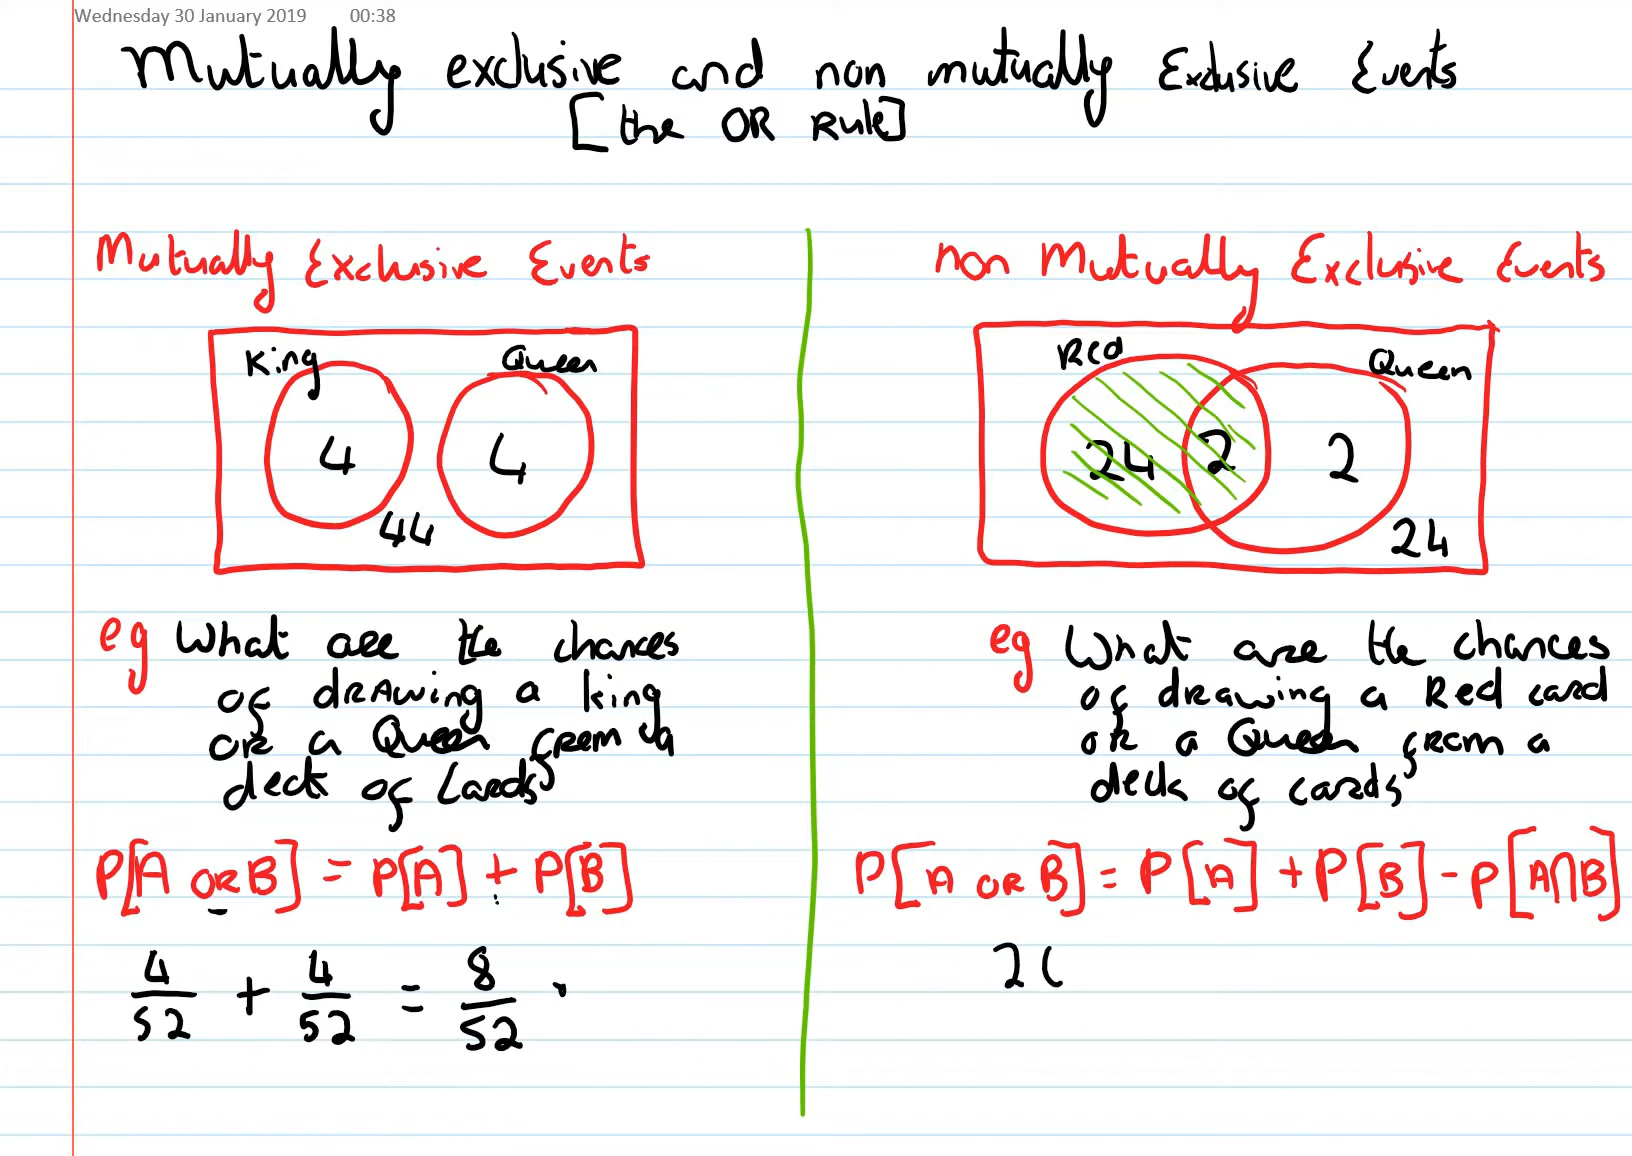 Wednesday 30 January 2019 00:38
Mutually exclusive and non mutually Exclusive Events
[the OR Rule]
Mutually Exclusive Events
King
Queen
4
4
44
eg What are the chances
of drawing a king
or a Queen from a
deck of Cards
P[A OR B] = P[A] + P[B]
4/52 + 4/52 = 8/52
non Mutually Exclusive Events
Red
Queen
24
2
2
24
eg What are the chances
of drawing a Red card
or a Queen from a
deck of cards
P[A OR B] = P[A] + P[B] - P[A∩B]
2